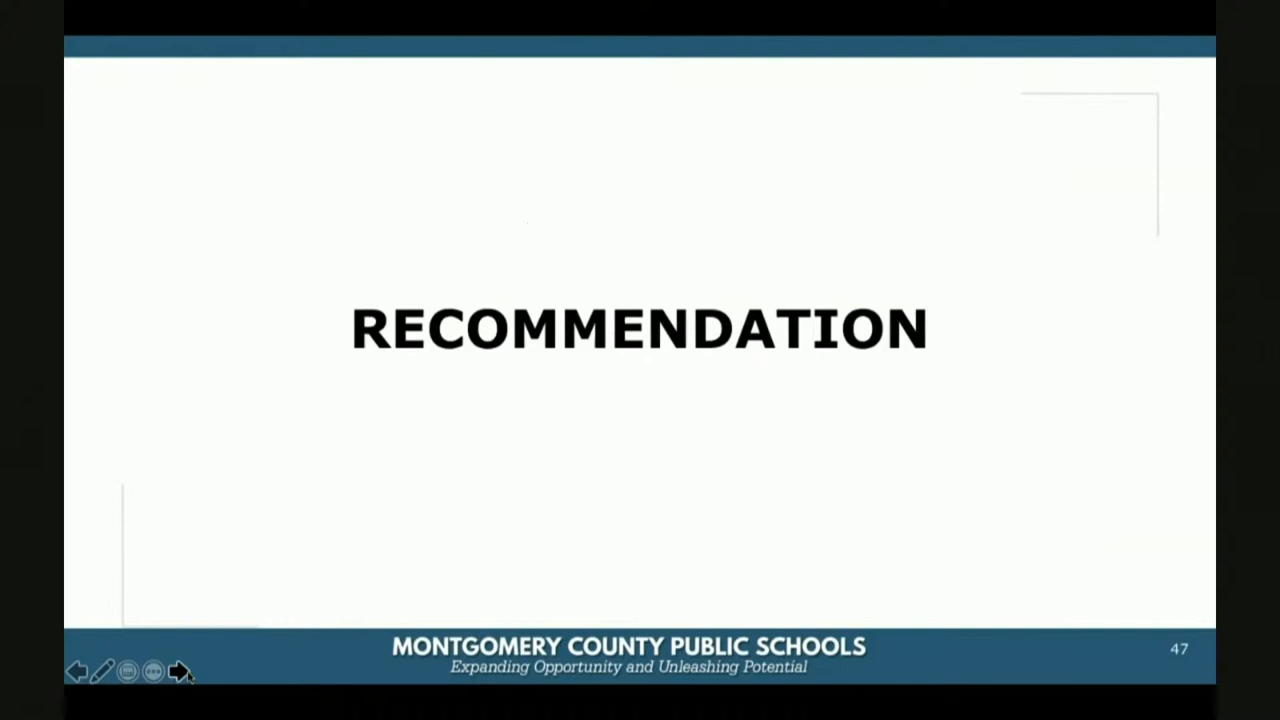 RECOMMENDATION
MONTGOMERY COUNTY PUBLIC SCHOOLS
Expanding Opportunity and Unleashing Potential
47